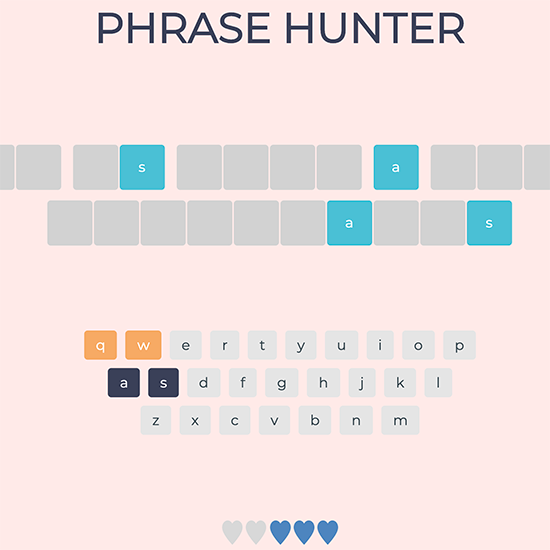 PHRASE HUNTER
s a
a s
q w e r t y u i o p
a s d f g h j k l
z x c v b n m